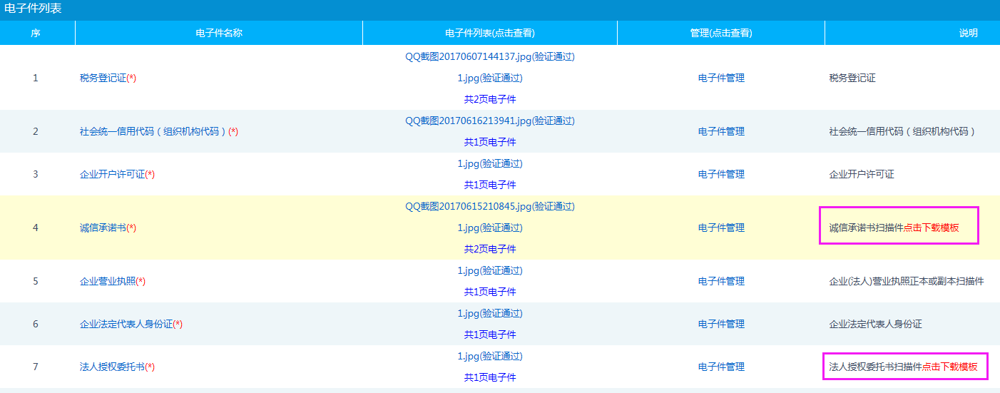 电子件列表
序 电子件名称 电子件列表(点击查看) 管理(点击查看) 说明
QQ截图20170607144137.jpg(验证通过)
1 税务登记证(*) 1.jpg(验证通过) 电子件管理 税务登记证
共2页电子件
QQ截图20170616213941.jpg(验证通过)
2 社会统一信用代码（组织机构代码）(*) 电子件管理 社会统一信用代码（组织机构代码）
共1页电子件
1.jpg(验证通过)
3 企业开户许可证(*) 电子件管理 企业开户许可证
共1页电子件
QQ截图20170615210845.jpg(验证通过)
4 诚信承诺书(*) 1.jpg(验证通过) 电子件管理 诚信承诺书扫描件点击下载模板
共2页电子件
1.jpg(验证通过)
5 企业营业执照(*) 电子件管理 企业(法人)营业执照正本或副本扫描件
共1页电子件
1.jpg(验证通过)
6 企业法定代表人身份证(*) 电子件管理 企业法定代表人身份证
共1页电子件
1.jpg(验证通过)
7 法人授权委托书(*) 电子件管理 法人授权委托书扫描件点击下载模板
共1页电子件